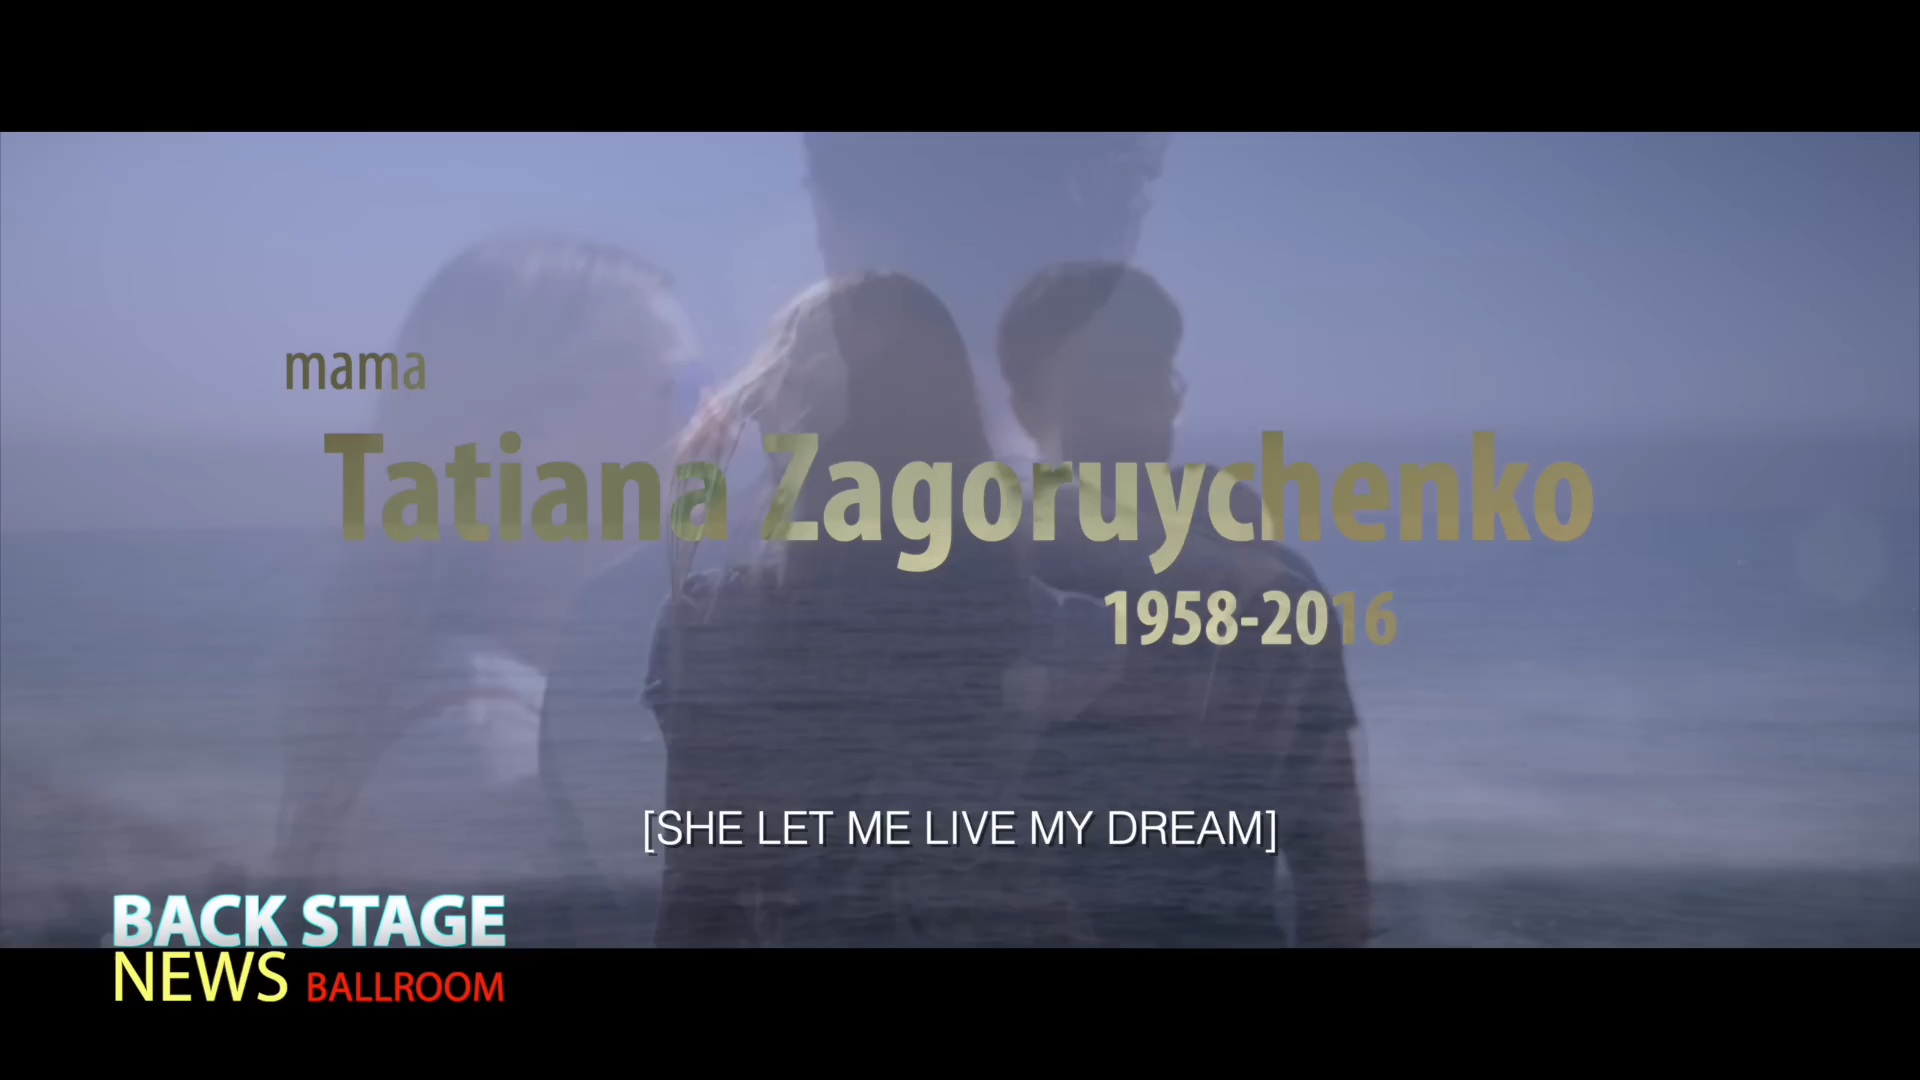 mama
Tatiana Zagoruychenko
1958-2016
[SHE LET ME LIVE MY DREAM]
BACK STAGE
NEWS BALLROOM